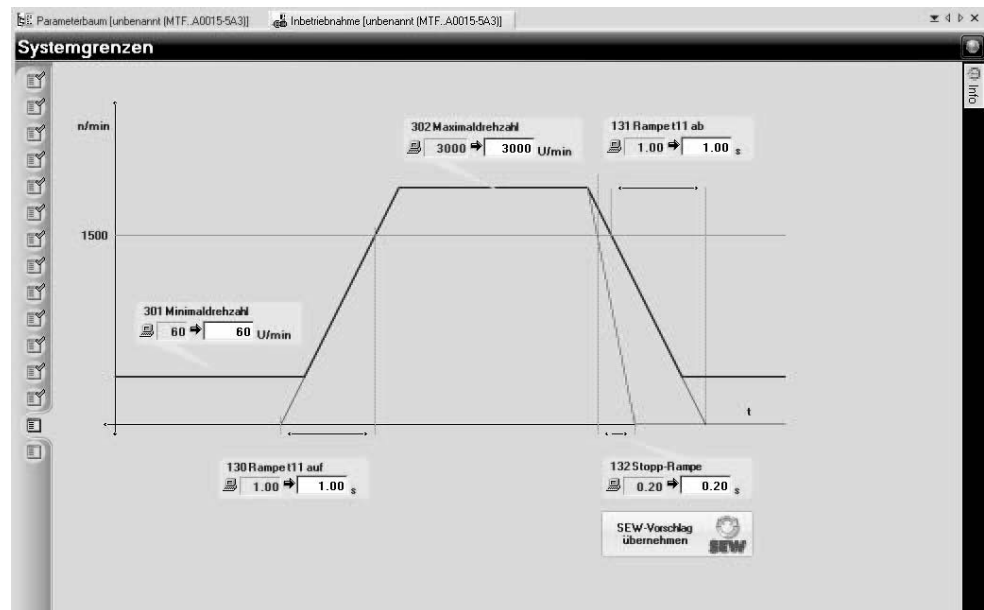 Parameterbaum [unbenannt (MTF..A0015-5A3)]
Inbetriebnahme [unbenannt (MTF..A0015-5A3)]
Systemgrenzen
Info
n/min
302 Maximaldrehzahl
3000 3000 U/min
131 Rampe t11 ab
1.00 1.00 s
1500
301 Minimaldrehzahl
60 60 U/min
t
130 Rampe t11 auf
1.00 1.00 s
132 Stopp-Rampe
0.20 0.20 s
SEW-Vorschlag
übernehmen
SEW